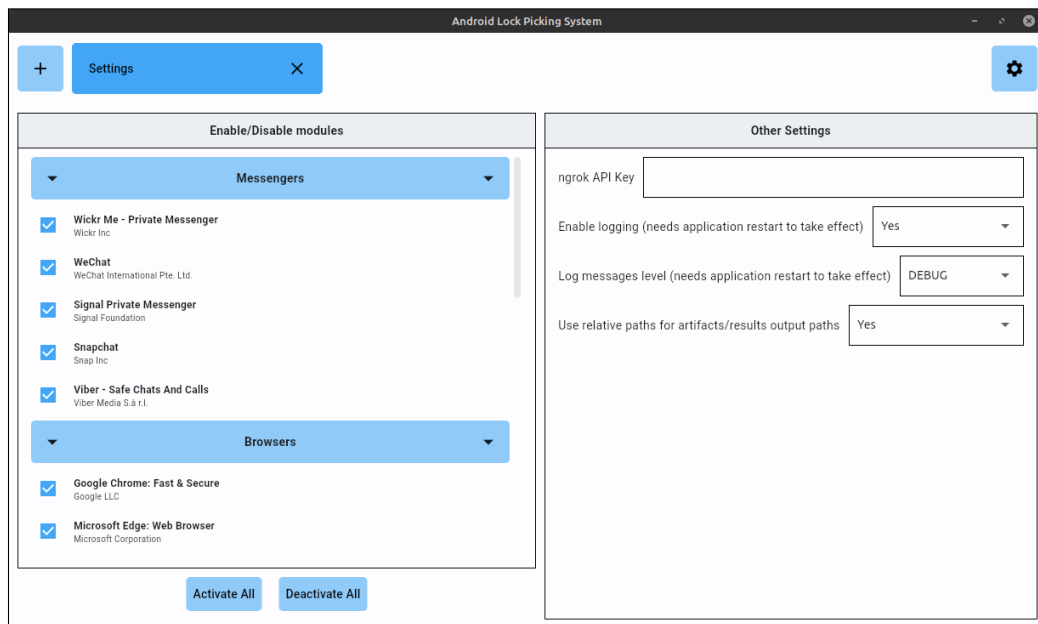 Android Lock Picking System
+ Settings
Enable/Disable modules
Messengers
Wickr Me - Private Messenger
Wickr Inc
WeChat
WeChat International Pte. Ltd.
Signal Private Messenger
Signal Foundation
Snapchat
Snap Inc
Viber - Safe Chats And Calls
Viber Media S.à r.l.
Browsers
Google Chrome: Fast & Secure
Google LLC
Microsoft Edge: Web Browser
Microsoft Corporation
Activate All
Deactivate All
Other Settings
ngrok API Key
Enable logging (needs application restart to take effect) Yes
Log messages level (needs application restart to take effect) DEBUG
Use relative paths for artifacts/results output paths Yes